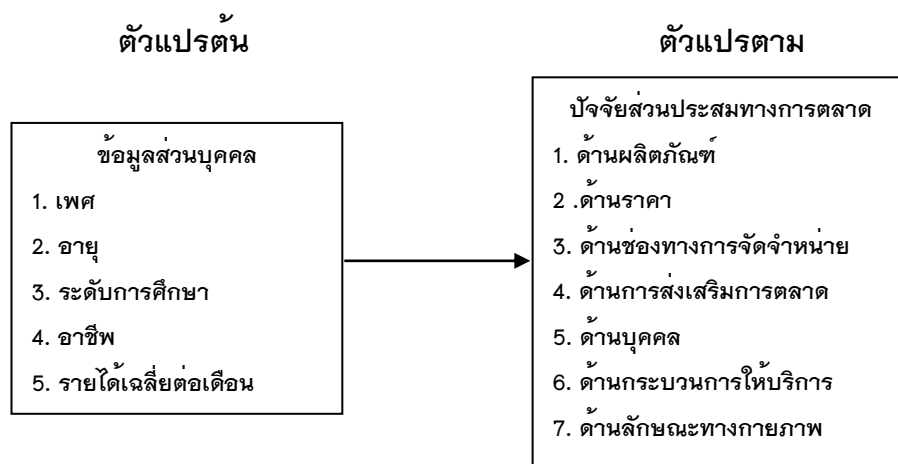 ตัวแปรต้น
ข้อมูลส่วนบุคคล
1. เพศ
2. อายุ
3. ระดับการศึกษา
4. อาชีพ
5. รายได้เฉลี่ยต่อเดือน
ตัวแปรตาม
ปัจจัยส่วนประสมทางการตลาด
1. ด้านผลิตภัณฑ์
2 .ด้านราคา
3. ด้านช่องทางการจัดจำหน่าย
4. ด้านการส่งเสริมการตลาด
5. ด้านบุคคล
6. ด้านกระบวนการให้บริการ
7. ด้านลักษณะทางกายภาพ